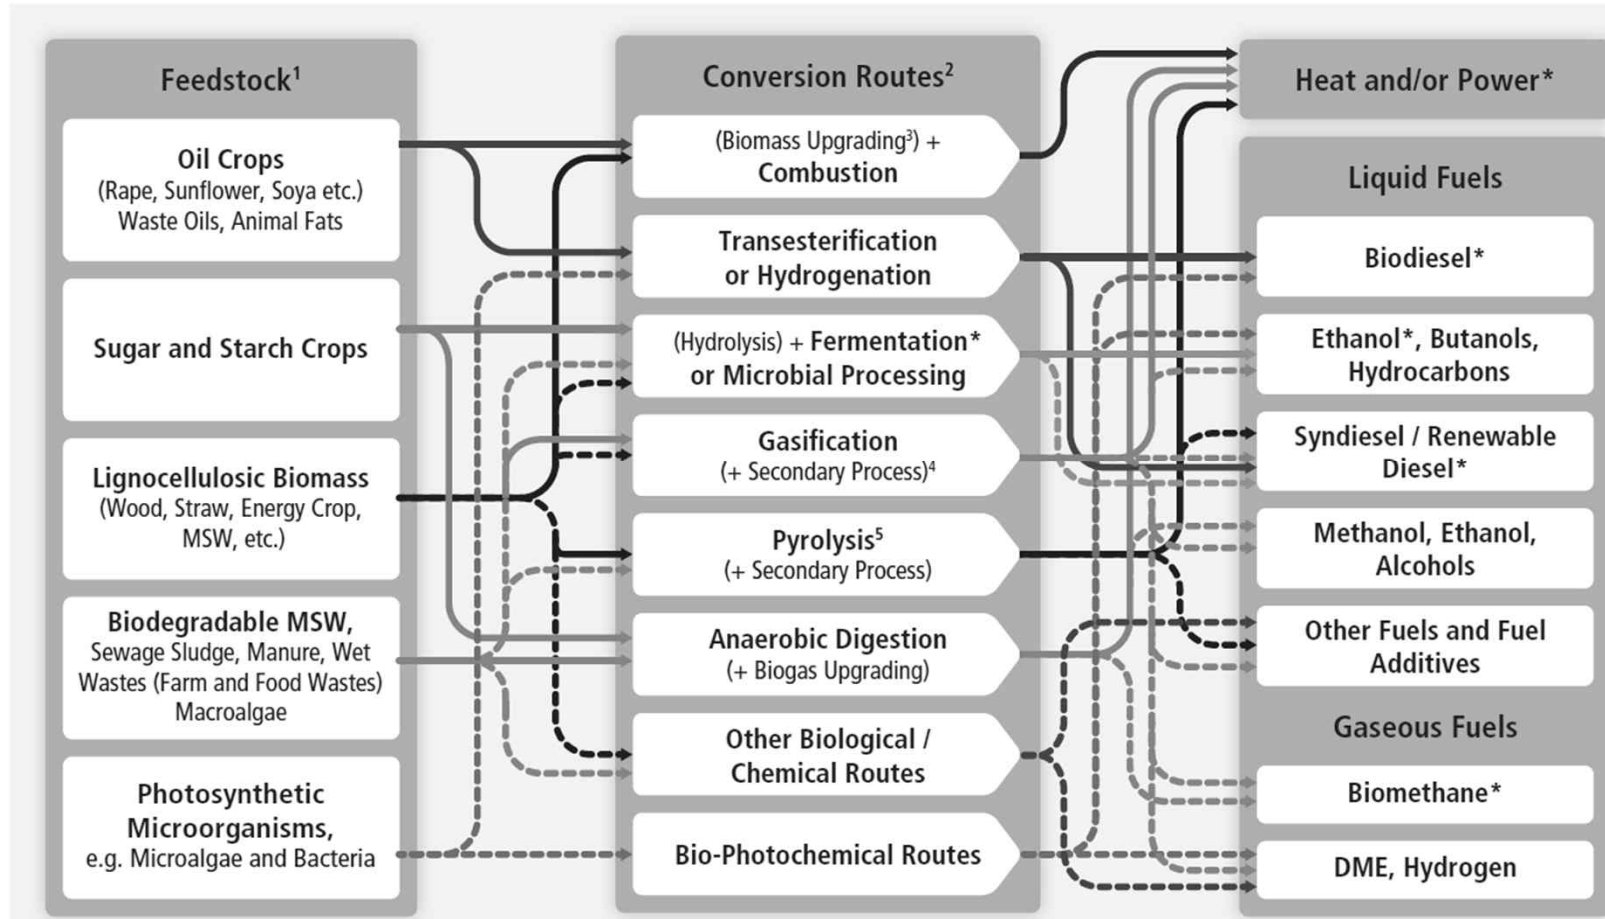 Feedstock¹
Oil Crops
(Rape, Sunflower, Soya etc.)
Waste Oils, Animal Fats
Sugar and Starch Crops
Lignocellulosic Biomass
(Wood, Straw, Energy Crop,
MSW, etc.)
Biodegradable MSW,
Sewage Sludge, Manure, Wet
Wastes (Farm and Food Wastes)
Macroalgae
Photosynthetic
Microorganisms,
e.g. Microalgae and Bacteria
Conversion Routes²
(Biomass Upgrading³) +
Combustion
Transesterification
or Hydrogenation
(Hydrolysis) + Fermentation*
or Microbial Processing
Gasification
(+ Secondary Process)⁴
Pyrolysis⁵
(+ Secondary Process)
Anaerobic Digestion
(+ Biogas Upgrading)
Other Biological /
Chemical Routes
Bio-Photochemical Routes
Heat and/or Power*
Liquid Fuels
Biodiesel*
Ethanol*, Butanols,
Hydrocarbons
Syndiesel / Renewable
Diesel*
Methanol, Ethanol,
Alcohols
Other Fuels and Fuel
Additives
Gaseous Fuels
Biomethane*
DME, Hydrogen